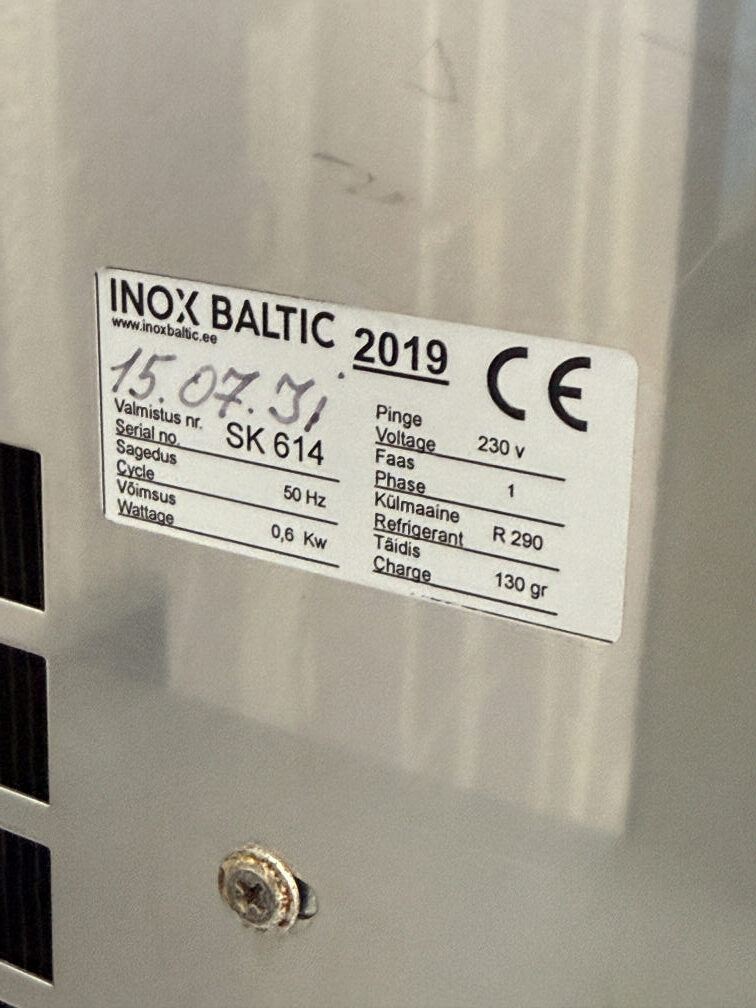 INOX BALTIC 2019 CE
www.inoxbaltic.ee
15.07.31
Valmistus nr.
Serial no. SK 614
Sagedus
Cycle 50 Hz
Võimsus
Wattage 0,6 Kw
Pinge
Voltage 230 v
Faas
Phase 1
Külmaaine
Refrigerant R 290
Täidis
Charge 130 gr